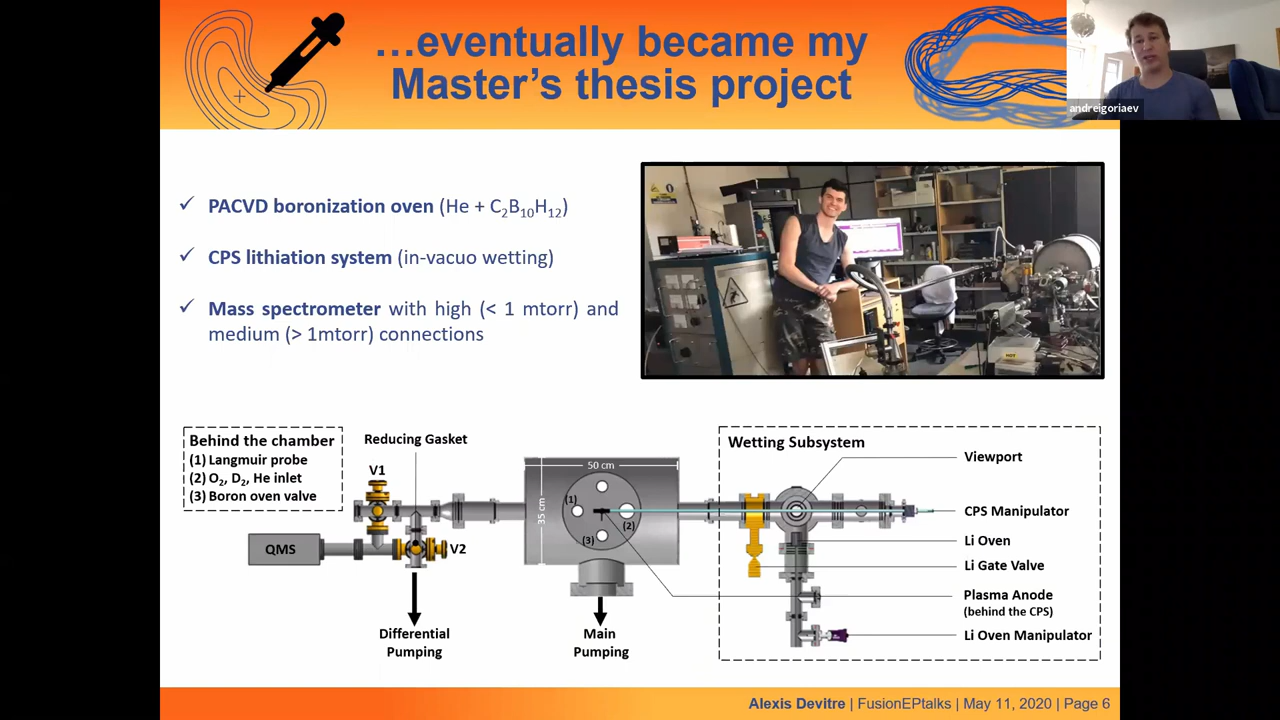 …eventually became my
Master's thesis project
andreigoriaev
✓ PACVD boronization oven (He + C₂B₁₀H₁₂)
✓ CPS lithiation system (in-vacuo wetting)
✓ Mass spectrometer with high (< 1 mtorr) and
medium (> 1mtorr) connections
HOT
Behind the chamber
(1) Langmuir probe
(2) O₂, D₂, He inlet
(3) Boron oven valve
Reducing Gasket
V1
QMS
V2
Differential
Pumping
50 cm
35 cm
(1)
(2)
(3)
Main
Pumping
Wetting Subsystem
Viewport
CPS Manipulator
Li Oven
Li Gate Valve
Plasma Anode
(behind the CPS)
Li Oven Manipulator
Alexis Devitre | FusionEPtalks | May 11, 2020 | Page 6